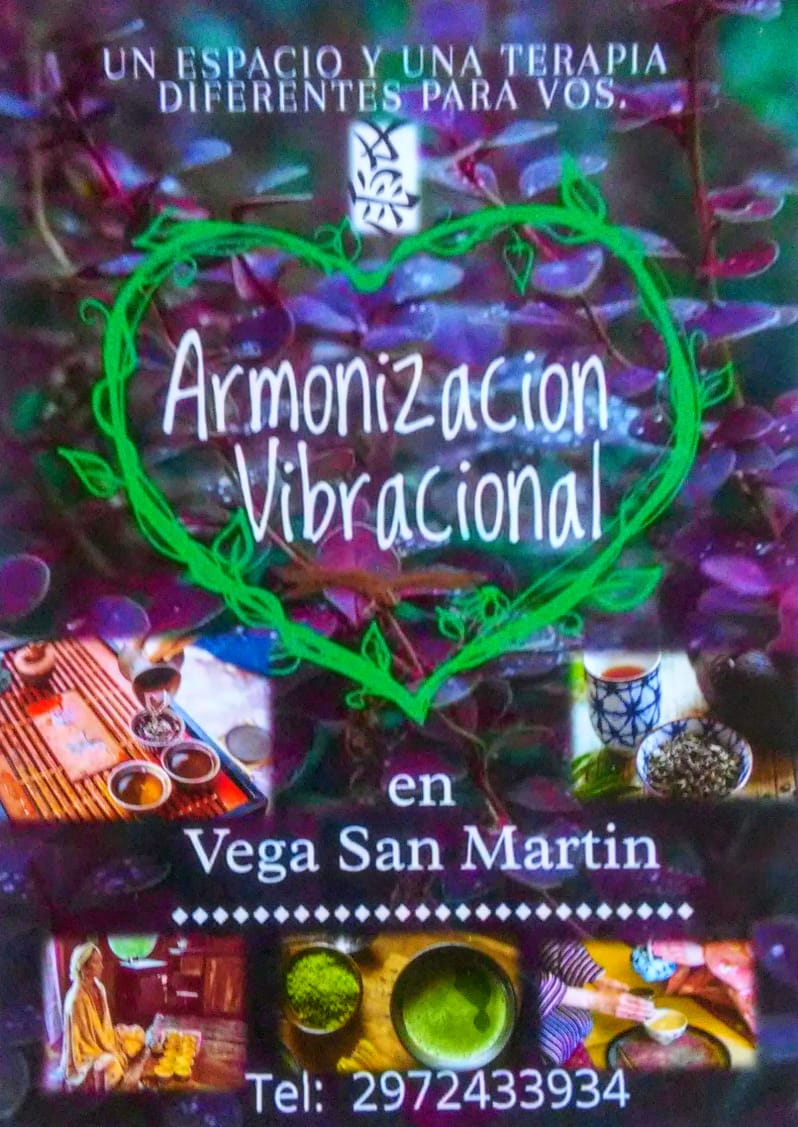 UN ESPACIO Y UNA TERAPIA
DIFERENTES PARA VOS.
Armonizacion
Vibracional
en
Vega San Martin
Tel: 2972433934